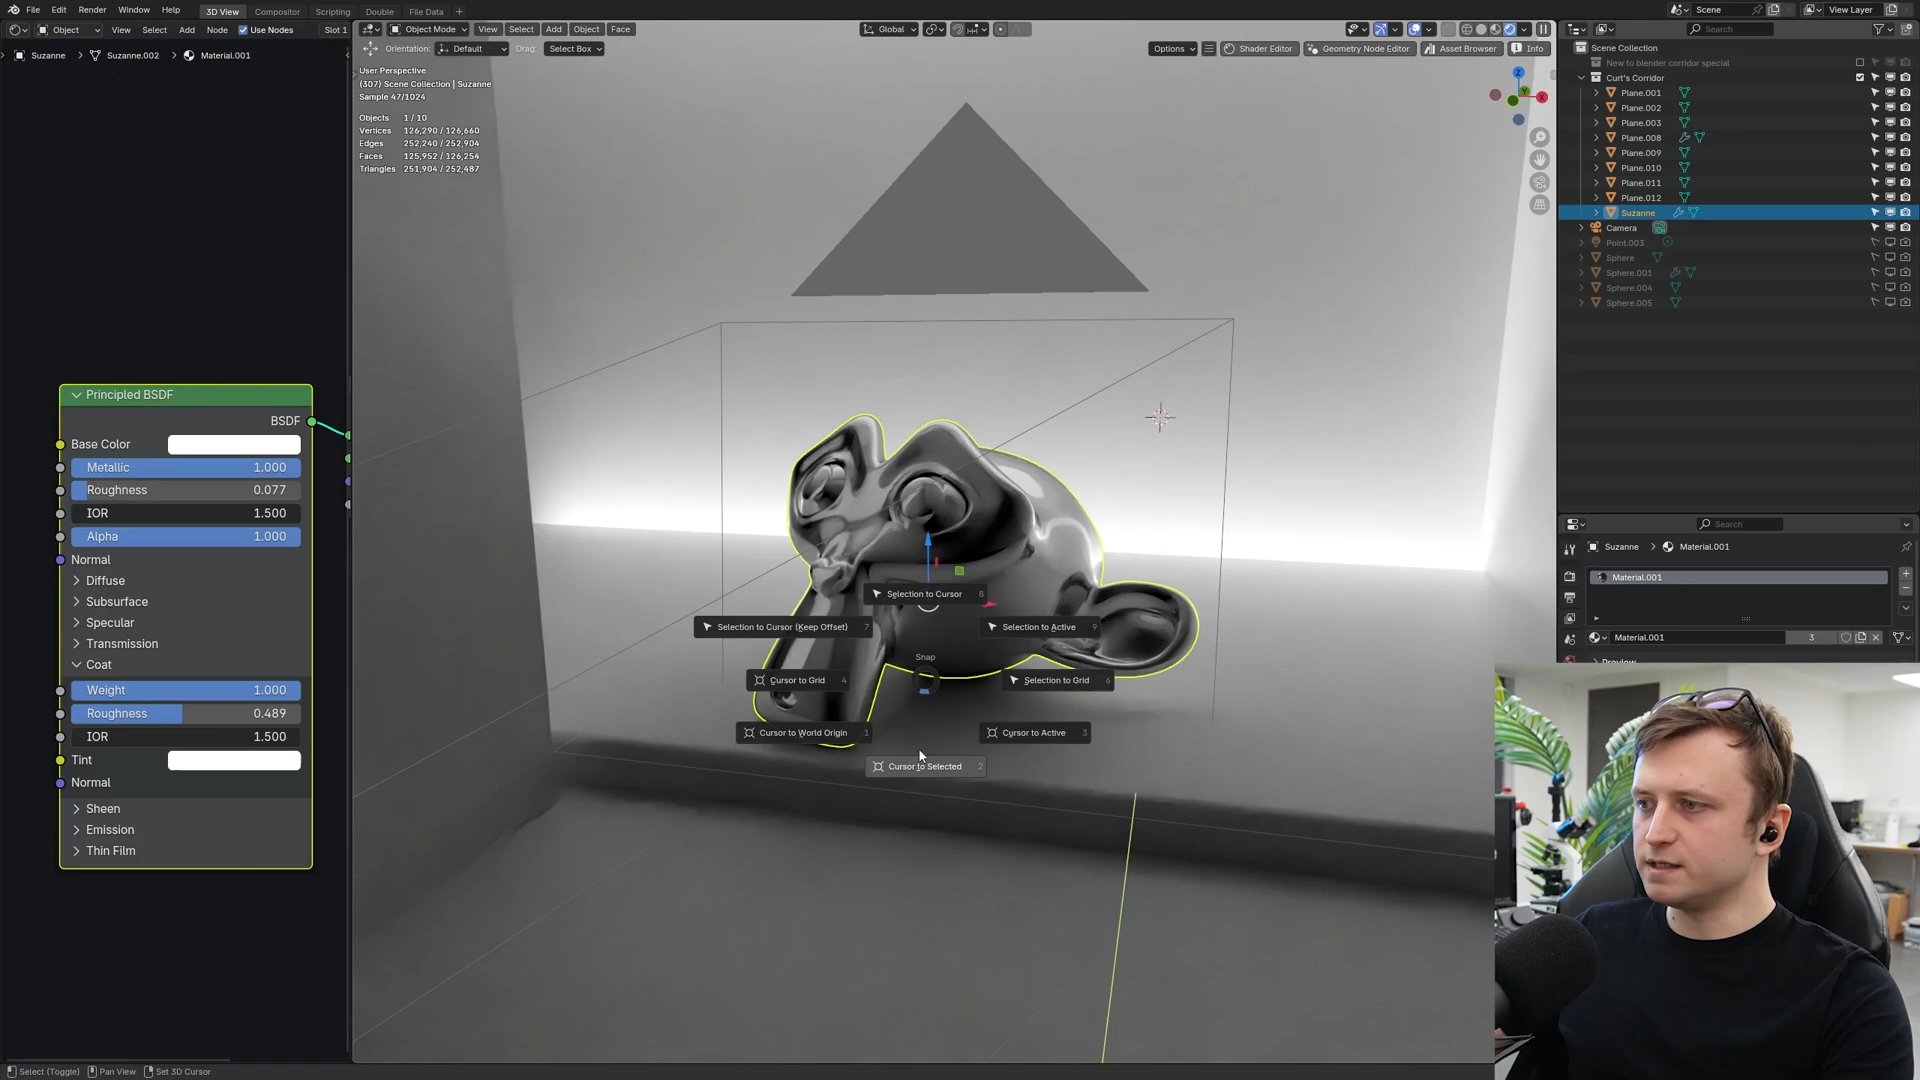 File Edit Render Window Help 3D View Compositor Scripting Double File Data + Scene View Layer
Object View Select Add Node Use Nodes Slot 1
Object Mode View Select Add Object Face Global
Suzanne > Suzanne.002 > Material.001
Orientation: Default Drag: Select Box Options Shader Editor Geometry Node Editor Asset Browser Info
User Perspective
(307) Scene Collection | Suzanne
Sample 47/1024
Objects 1 / 10
Vertices 126,290 / 126,660
Edges 252,240 / 252,904
Faces 125,952 / 126,254
Triangles 251,904 / 252,487
Z
Y
X
Principled BSDF
BSDF
Base Color
Metallic 1.000
Roughness 0.077
IOR 1.500
Alpha 1.000
Normal
Diffuse
Subsurface
Specular
Transmission
Coat
Weight 1.000
Roughness 0.489
IOR 1.500
Tint
Normal
Sheen
Emission
Thin Film
Selection to Cursor 8
Selection to Cursor (Keep Offset) 7
Selection to Active 9
Snap
Cursor to Grid 4
Selection to Grid 6
Cursor to World Origin 1
Cursor to Active 3
Cursor to Selected 2
Search
Scene Collection
New to blender corridor special
Curt's Corridor
Plane.001
Plane.002
Plane.003
Plane.008
Plane.009
Plane.010
Plane.011
Plane.012
Suzanne
Camera
Point.003
Sphere
Sphere.001
Sphere.004
Sphere.005
Search
Suzanne > Material.001
Material.001
Material.001 3
Preview
Select (Toggle) Pan View Set 3D Cursor